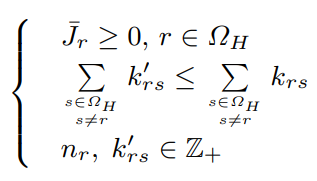 J̄_r ≥ 0, r ∈ Ω_H
∑_{s∈Ω_H, s≠r} k′_{rs} ≤ ∑_{s∈Ω_H, s≠r} k_{rs}
n_r, k′_{rs} ∈ ℤ_+